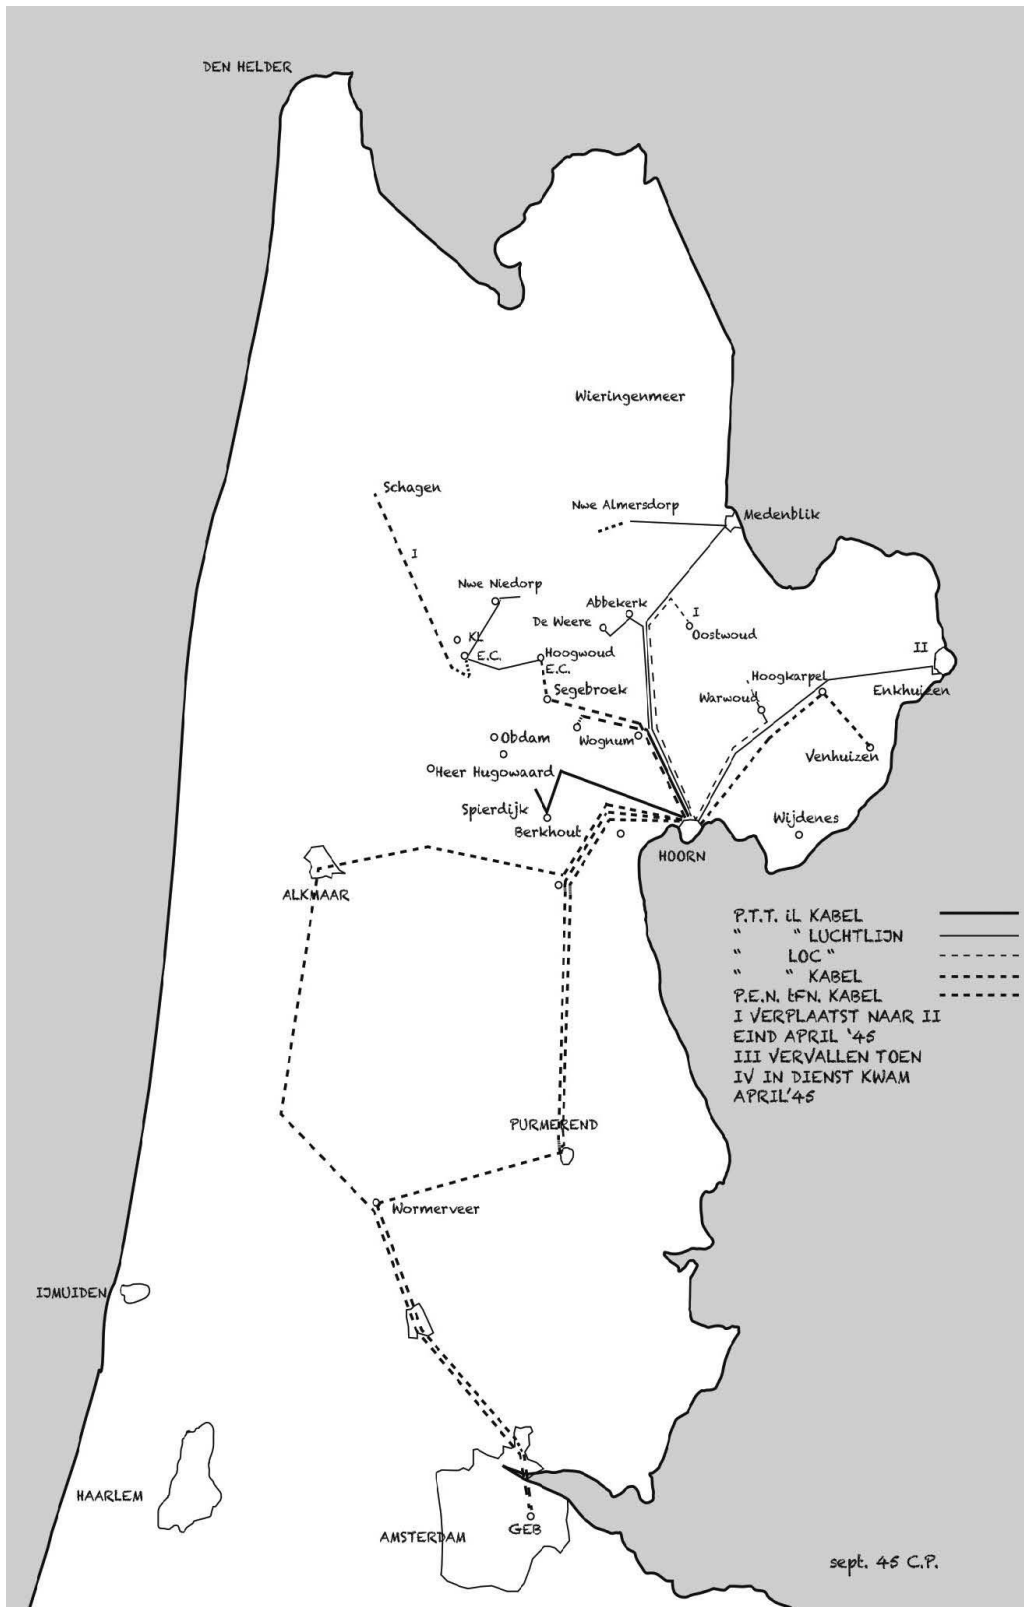 DEN HELDER
Wieringenmeer
Schagen
Nwe Almersdorp
Medenblik
I
Nwe Niedorp
Abbekerk
De Weere
I
Oostwoud
KL
E.C.
Hoogwoud
E.C.
II
Hoogkarpel
Enkhuizen
Segebroek
Warwoud
Obdam
Wognum
Venhuizen
Heer Hugowaard
Spierdijk
Berkhout
Wijdenes
HOORN
ALKMAAR
P.T.T. iL KABEL
“ “ LUCHTLIJN
“ LOC “
“ “ KABEL
P.E.N. tFN. KABEL
I VERPLAATST NAAR II
EIND APRIL ‘45
III VERVALLEN TOEN
IV IN DIENST KWAM
APRIL’45
PURMEREND
Wormerveer
IJMUIDEN
HAARLEM
AMSTERDAM
GEB
sept. 45 C.P.